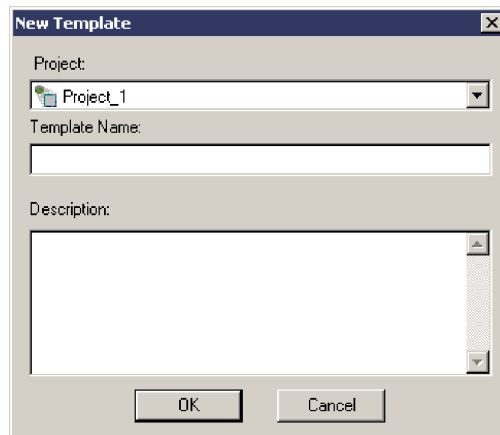 New Template
Project:
Project_1
Template Name:
Description:
OK Cancel